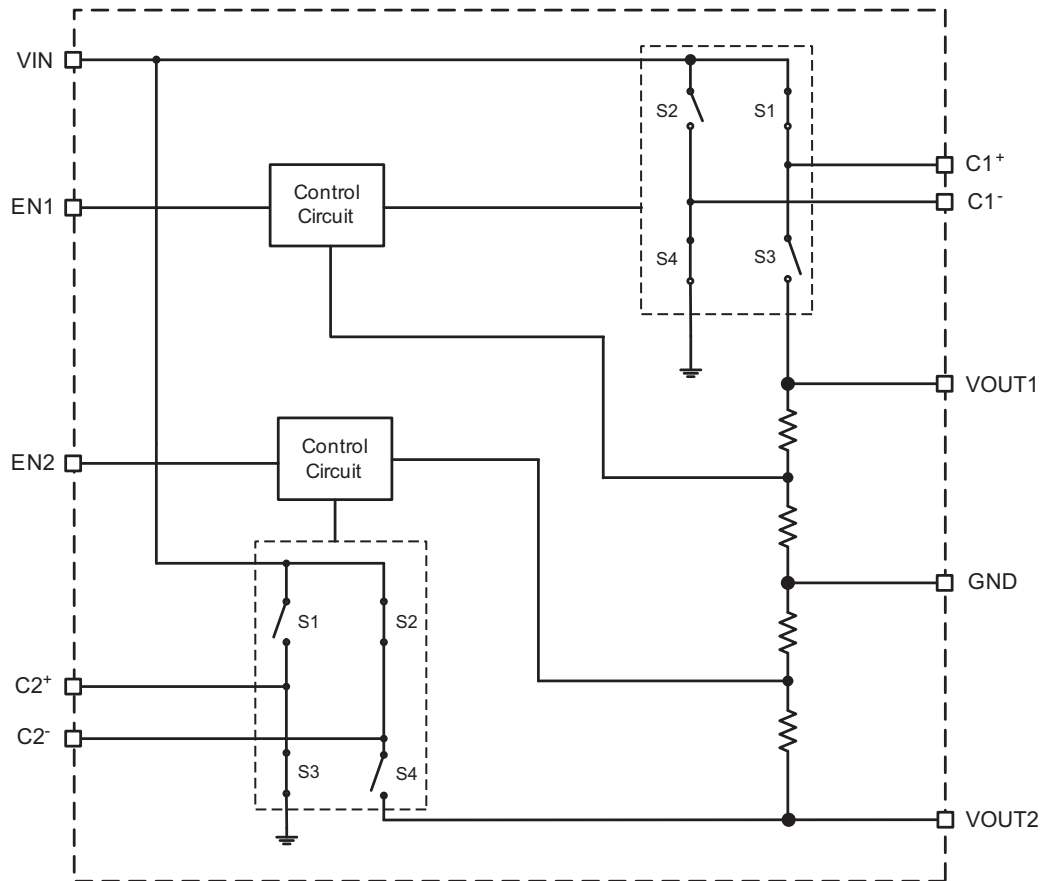 VIN
S2
S1
C1⁺
Control
Circuit
EN1
C1⁻
S4
S3
VOUT1
Control
Circuit
EN2
GND
S1
S2
C2⁺
C2⁻
S3
S4
VOUT2